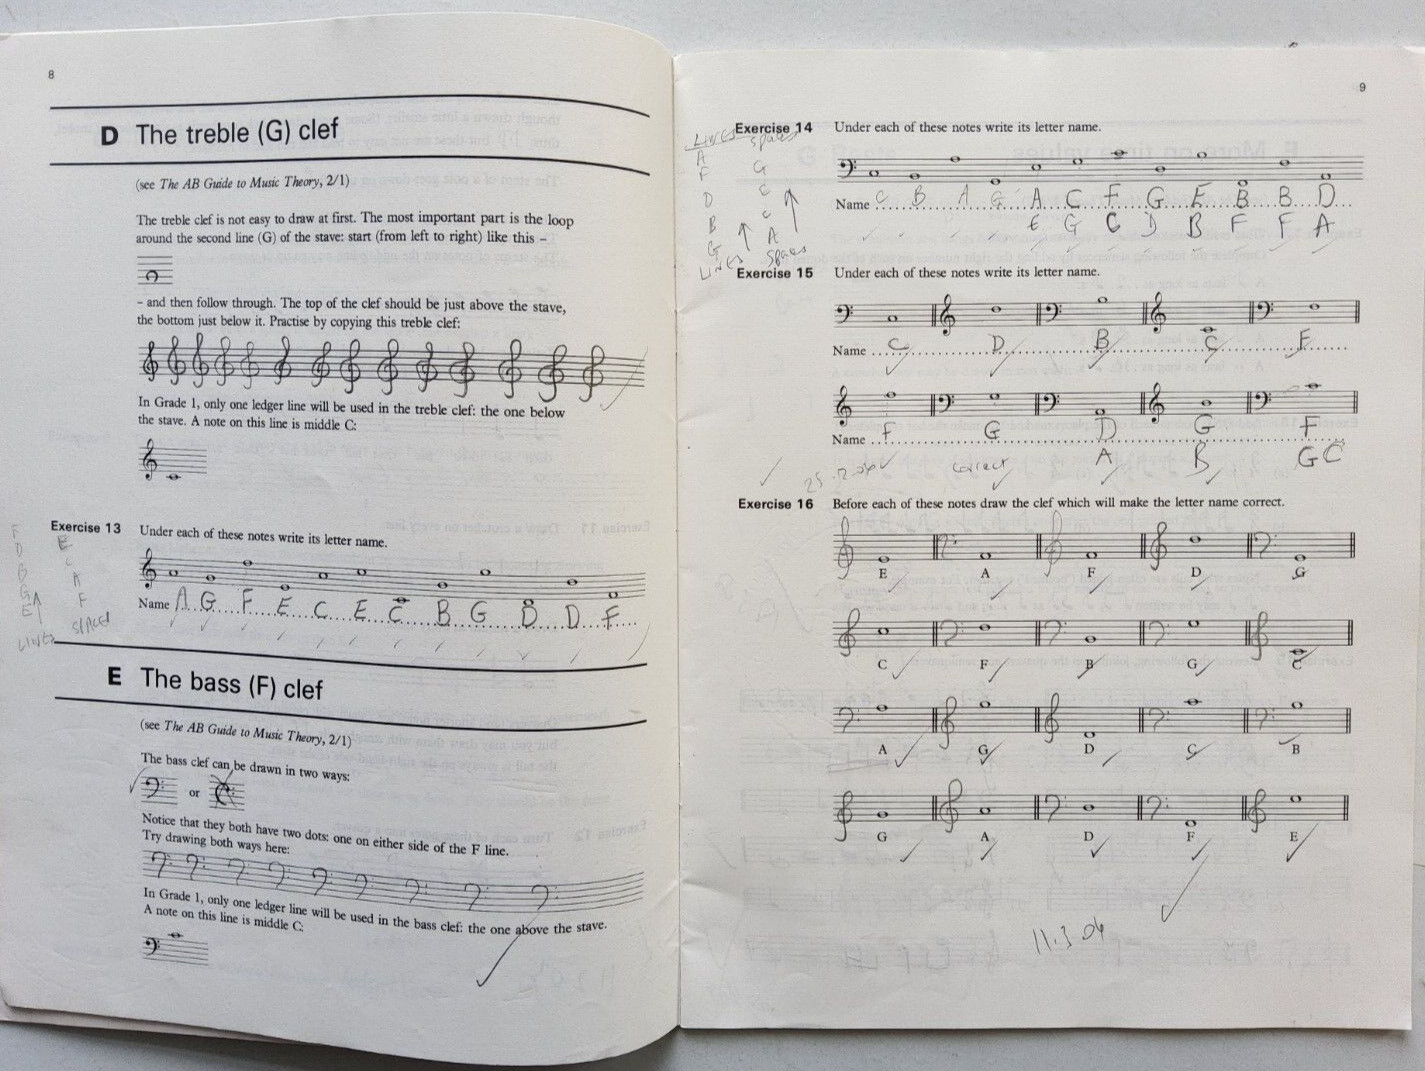 8
D The treble (G) clef
(see The AB Guide to Music Theory, 2/1)
The treble clef is not easy to draw at first. The most important part is the loop
around the second line (G) of the stave: start (from left to right) like this –
– and then follow through. The top of the clef should be just above the stave,
the bottom just below it. Practise by copying this treble clef:
In Grade 1, only one ledger line will be used in the treble clef: the one below
the stave. A note on this line is middle C:
Exercise 13 Under each of these notes write its letter name.
F E
D C
B A
G F
E SPACES
LINES
Name A G F E C E C B G D D F
E The bass (F) clef
(see The AB Guide to Music Theory, 2/1)
The bass clef can be drawn in two ways:
or
Notice that they both have two dots: one on either side of the F line.
Try drawing both ways here:
In Grade 1, only one ledger line will be used in the bass clef: the one above the stave.
A note on this line is middle C:
9
Exercise 14 Under each of these notes write its letter name.
LINES spaces
A G
F E
D C
B A
G spaces
LINES
Name C B A G A C F G E B B D
E G C D B F F A
Exercise 15 Under each of these notes write its letter name.
Name C D B C F
Name F G D G F
correct A B G C
Exercise 16 Before each of these notes draw the clef which will make the letter name correct.
E A F D G
C F B G C
A G D C B
G A D F E
11.3.04